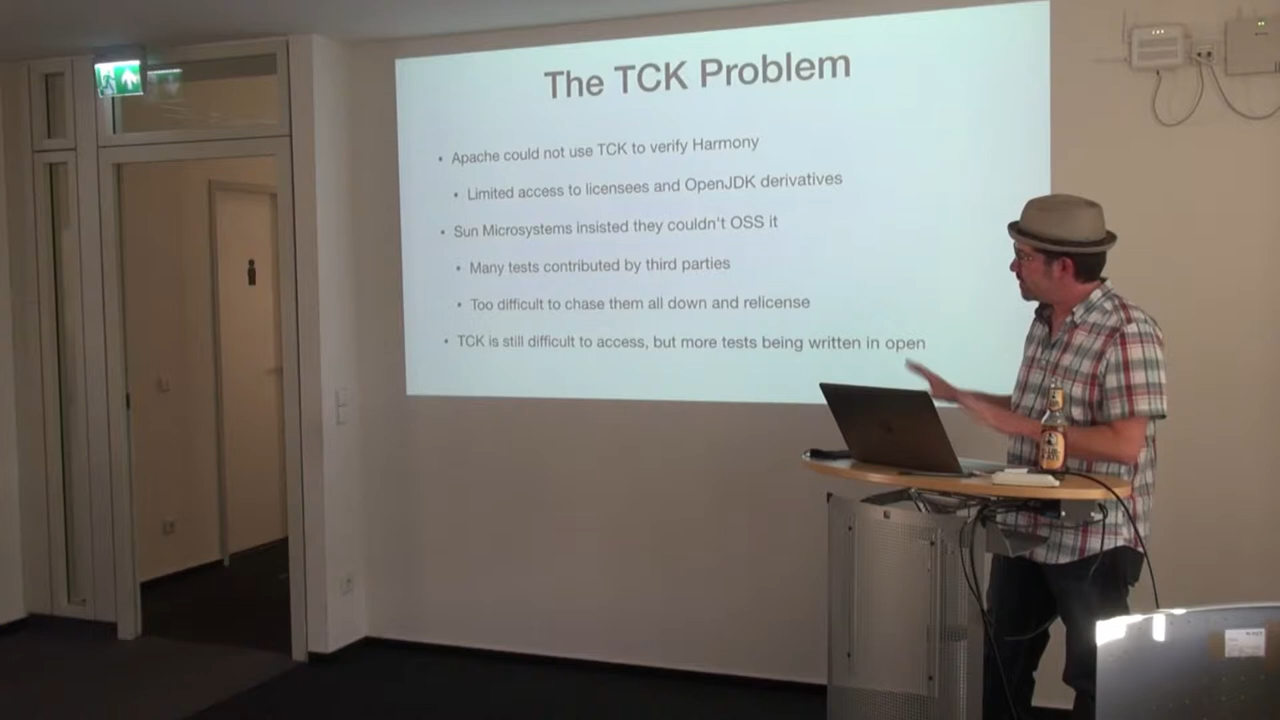 The TCK Problem
• Apache could not use TCK to verify Harmony
• Limited access to licensees and OpenJDK derivatives
• Sun Microsystems insisted they couldn't OSS it
• Many tests contributed by third parties
• Too difficult to chase them all down and relicense
• TCK is still difficult to access, but more tests being written in open